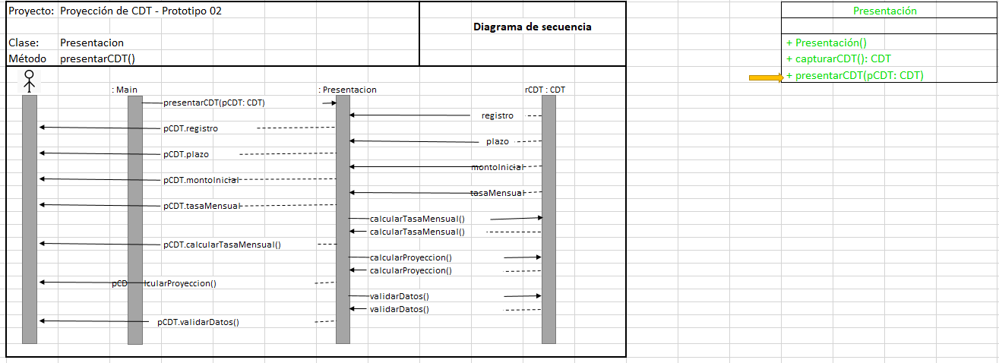 Proyecto: Proyección de CDT - Prototipo 02
Diagrama de secuencia
Clase: Presentacion
Método presentarCDT()
Presentación
+ Presentación()
+ capturarCDT(): CDT
+ presentarCDT(pCDT: CDT)
: Main : Presentacion rCDT : CDT
presentarCDT(pCDT: CDT)
registro
pCDT.registro
plazo
pCDT.plazo
montoInicial
pCDT.montoInicial
tasaMensual
pCDT.tasaMensual
calcularTasaMensual()
calcularTasaMensual()
pCDT.calcularTasaMensual()
calcularProyeccion()
calcularProyeccion()
pCD lcularProyeccion()
validarDatos()
validarDatos()
pCDT.validarDatos()